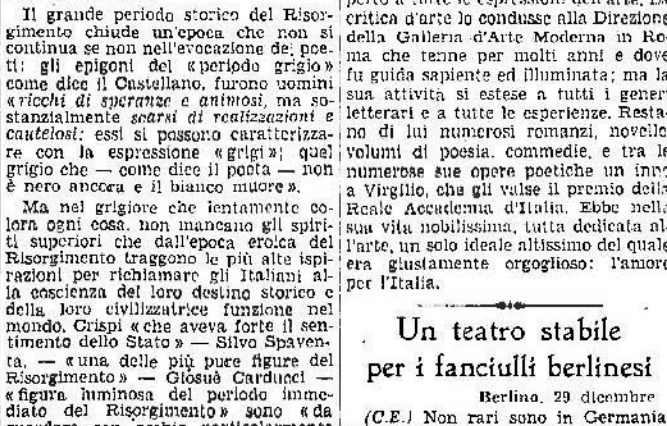 Il grande periodo storico del Risor-
gimento chiude un'epoca che non si
continua se non nell'evocazione dei poe-
ti; gli epigoni del «periodo grigio»
come dice il Castellano, furono uomini
«ricchi di speranze e animosi, ma so-
stanzialmente scarsi di realizzazioni e
cautelosi: essi si possono caratterizza-
re con la espressione «grigi»; quel
grigio che — come dice il poeta — non
è nero ancora e il bianco muore».
Ma nel grigiore che lentamente co-
lora ogni cosa, non mancano gli spiri-
ti superiori che dall'epoca eroica del
Risorgimento traggono le più alte ispi-
razioni per richiamare gli Italiani al-
la coscienza del loro destino storico e
della loro civilizzatrice funzione nel
mondo. Crispi «che aveva forte il sen-
timento dello Stato» — Silvo Spaven-
ta, — «una delle più pure figure del
Risorgimento» — Giosuè Carducci —
«figura luminosa del periodo imme-
diato del Risorgimento» sono «da
critica d'arte lo condusse alla Direzione
della Galleria d'Arte Moderna in Ro-
ma che tenne per molti anni e dove
fu guida sapiente ed illuminata; ma la
sua attività si estese a tutti i generi
letterari e a tutte le esperienze. Resta-
no di lui numerosi romanzi, novelle
volumi di poesia, commedie, e tra le
numerose sue opere poetiche un inno
a Virgilio, che gli valse il premio della
Reale Accademia d'Italia. Ebbe nella
sua vita nobilissima, tutta dedicata al-
l'arte, un solo ideale altissimo del quale
era giustamente orgoglioso: l'amore
per l'Italia.
Un teatro stabile
per i fanciulli berlinesi
Berlino, 29 dicembre
(C.E.) Non rari sono in Germania